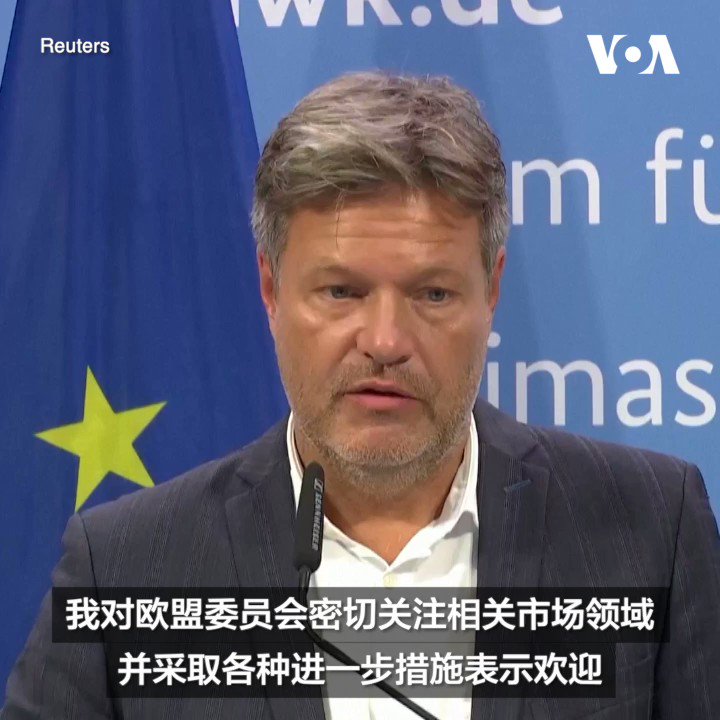 Reuters
wk.de
VOA
m fü
imas
SENNHEISER
我对欧盟委员会密切关注相关市场领域
并采取各种进一步措施表示欢迎